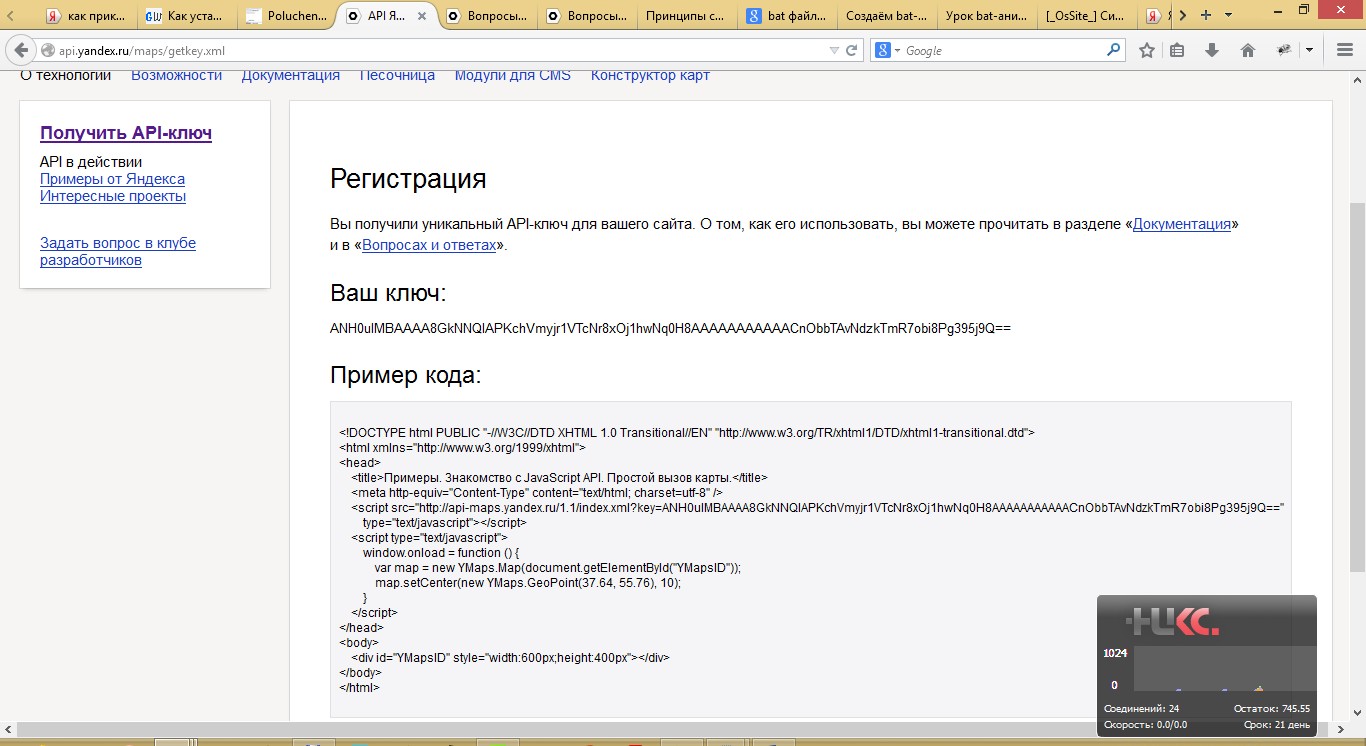 как прик...
Как уста...
Poluchen...
API Я...
Вопросы...
Вопросы...
Принципы с...
bat файл...
Создаём bat-...
Урок bat-ани...
[_OsSite_] Си...
api.yandex.ru/maps/getkey.xml
Google
О технологии Возможности Документация Песочница Модули для CMS Конструктор карт
Получить API-ключ
API в действии
Примеры от Яндекса
Интересные проекты
Задать вопрос в клубе
разработчиков
Регистрация
Вы получили уникальный API-ключ для вашего сайта. О том, как его использовать, вы можете прочитать в разделе «Документация»
и в «Вопросах и ответах».
Ваш ключ:
ANH0uIMBAAAA8GkNNQIAPKchVmyjr1VTcNr8xOj1hwNq0H8AAAAAAAAAAACnObbTAvNdzkTmR7obi8Pg395j9Q==
Пример кода:
<!DOCTYPE html PUBLIC "-//W3C//DTD XHTML 1.0 Transitional//EN" "http://www.w3.org/TR/xhtml1/DTD/xhtml1-transitional.dtd">
<html xmlns="http://www.w3.org/1999/xhtml">
<head>
<title>Примеры. Знакомство с JavaScript API. Простой вызов карты.</title>
<meta http-equiv="Content-Type" content="text/html; charset=utf-8" />
<script src="http://api-maps.yandex.ru/1.1/index.xml?key=ANH0uIMBAAAA8GkNNQIAPKchVmyjr1VTcNr8xOj1hwNq0H8AAAAAAAAAAACnObbTAvNdzkTmR7obi8Pg395j9Q=="
type="text/javascript"></script>
<script type="text/javascript">
window.onload = function () {
var map = new YMaps.Map(document.getElementById("YMapsID"));
map.setCenter(new YMaps.GeoPoint(37.64, 55.76), 10);
}
</script>
</head>
<body>
<div id="YMapsID" style="width:600px;height:400px"></div>
</body>
</html>
1024
0
Соединений: 24 Остаток: 745.55
Скорость: 0.0/0.0 Срок: 21 день